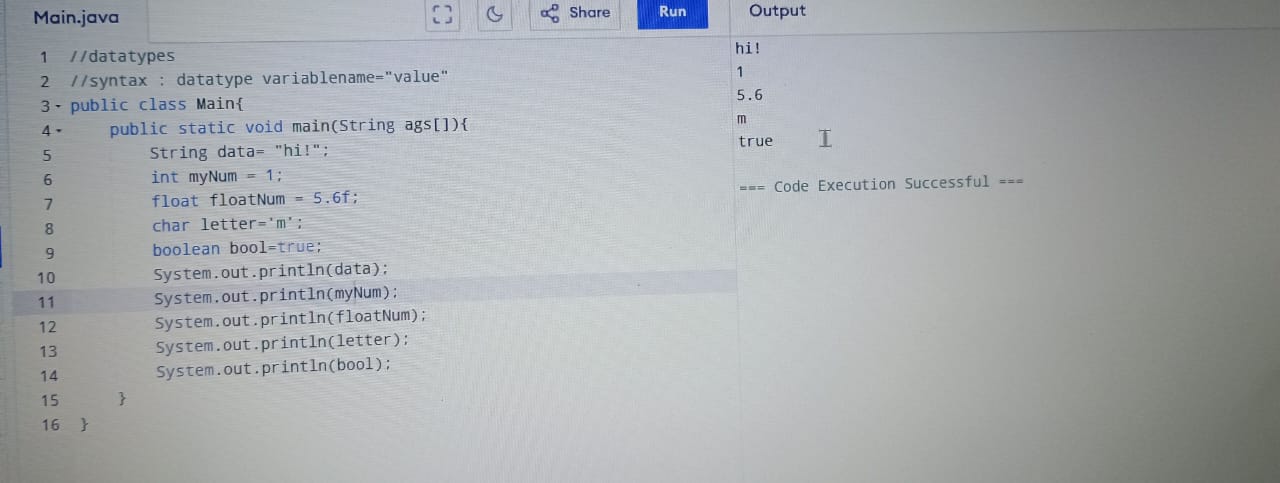 Main.java
Share
Run
Output
1 //datatypes
2 //syntax : datatype variablename="value"
3 public class Main{
4 public static void main(String ags[]){
5 String data= "hi!";
6 int myNum = 1;
7 float floatNum = 5.6f;
8 char letter='m';
9 boolean bool=true;
10 System.out.println(data);
11 System.out.println(myNum);
12 System.out.println(floatNum);
13 System.out.println(letter);
14 System.out.println(bool);
15 }
16 }
hi!
1
5.6
m
true
=== Code Execution Successful ===